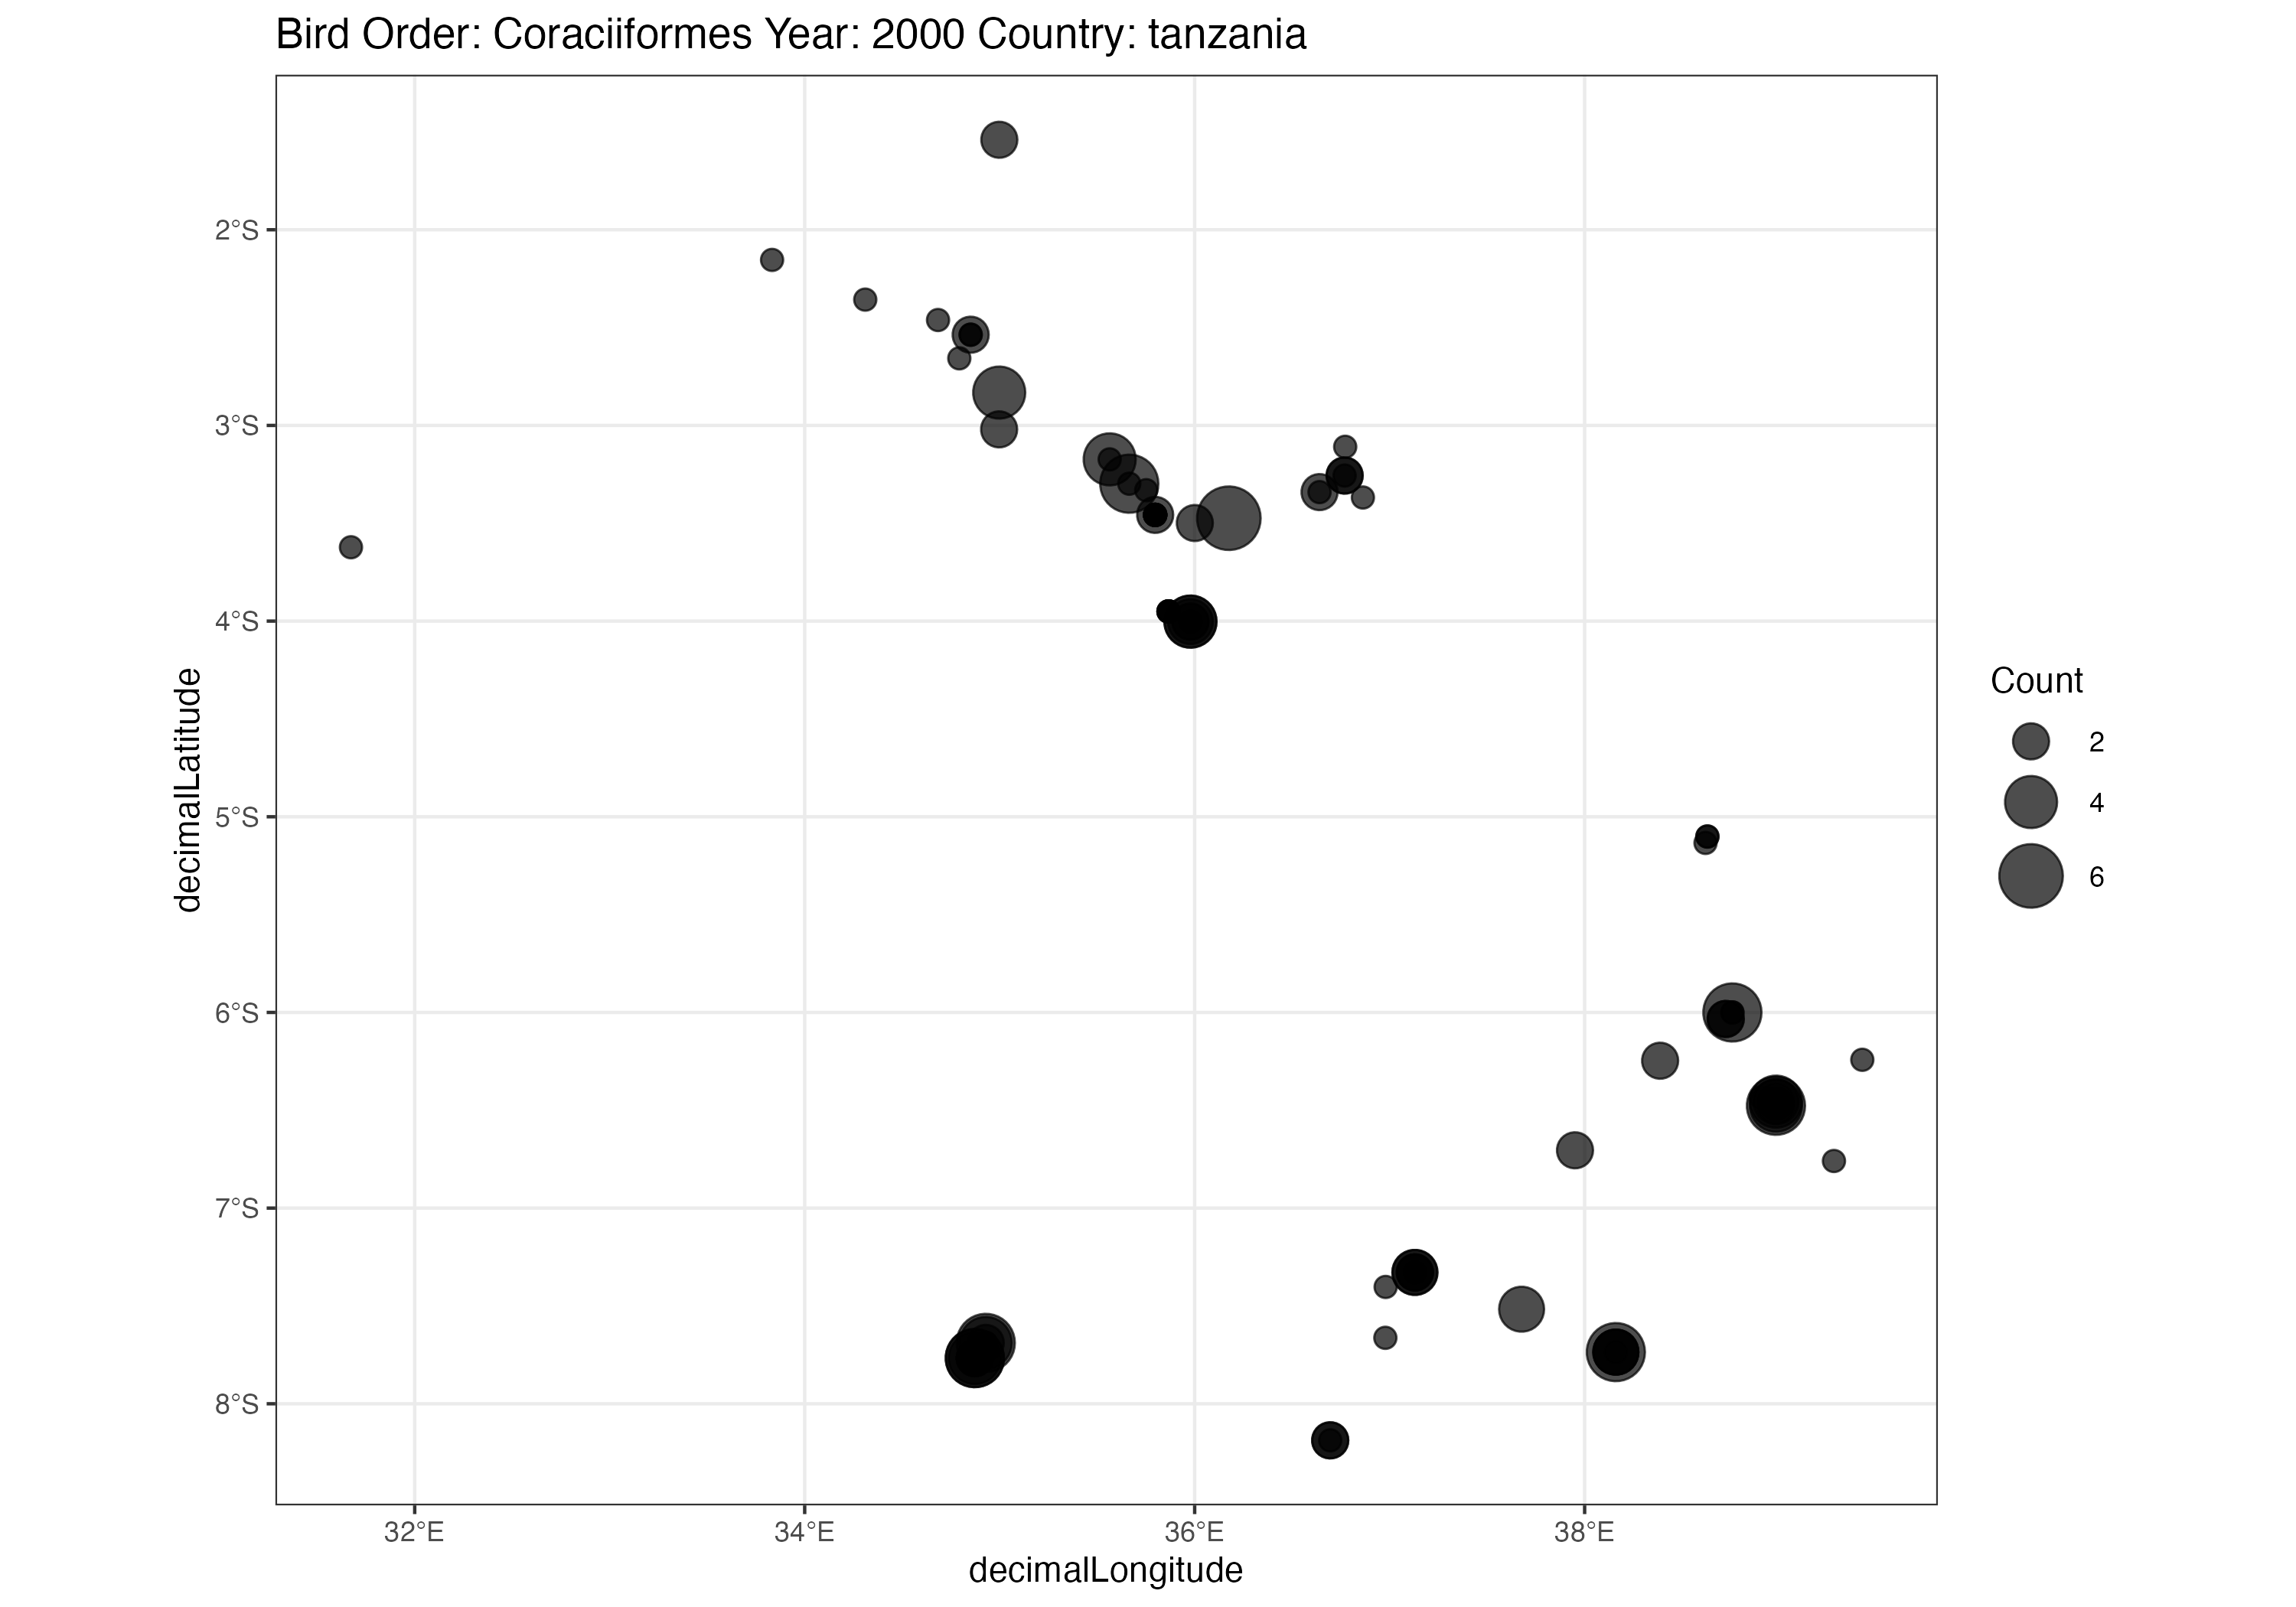 Bird Order: Coraciiformes Year: 2000 Country: tanzania
2°S
3°S
4°S
5°S
6°S
7°S
8°S
decimalLatitude
32°E
34°E
36°E
38°E
decimalLongitude
Count
2
4
6